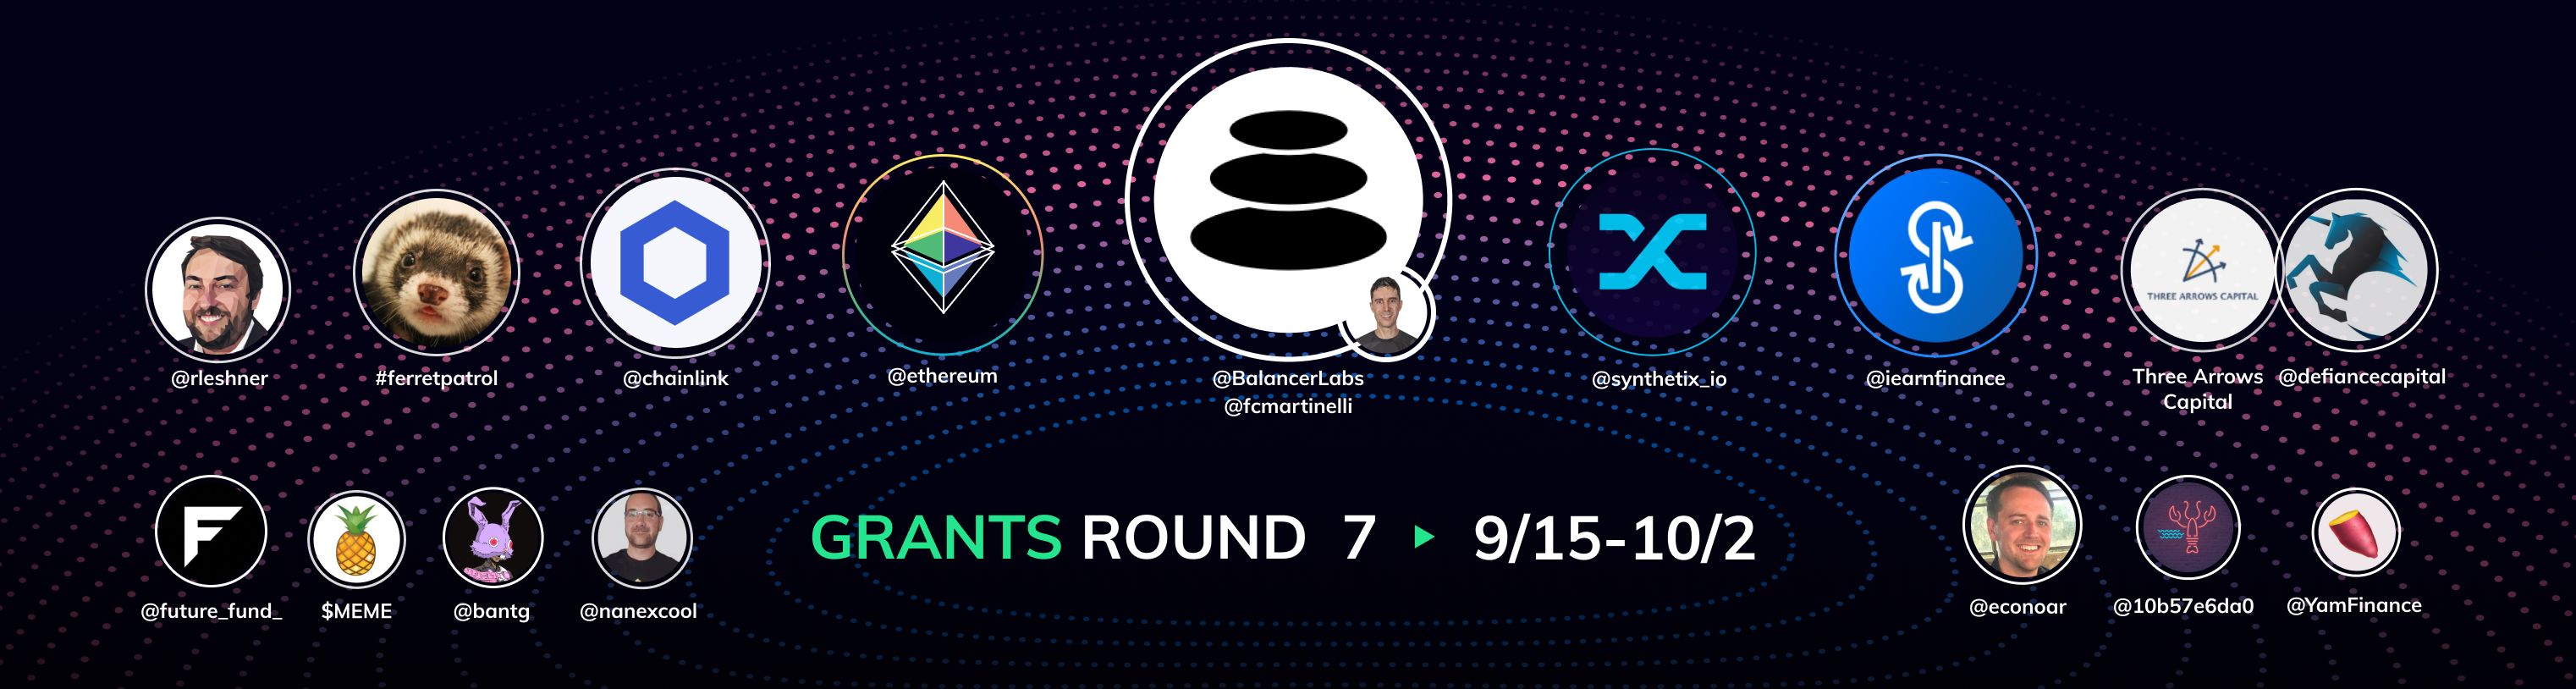 THREE ARROWS CAPITAL
@rleshner
#ferretpatrol
@chainlink
@ethereum
@BalancerLabs
@fcmartinelli
@synthetix_io
@iearnfinance
Three Arrows
Capital
@defiancecapital
GRANTS ROUND 7 ▸ 9/15-10/2
@future_fund_
$MEME
@bantg
@nanexcool
@econoar
@10b57e6da0
@YamFinance